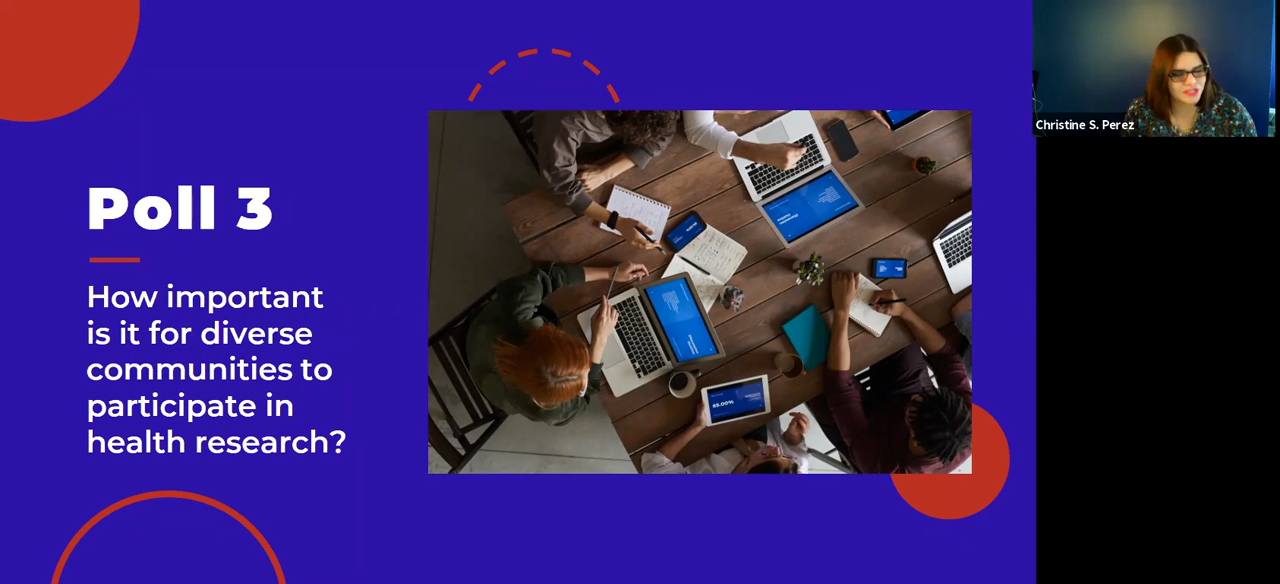 Christine S. Perez
Poll 3
How important
is it for diverse
communities to
participate in
health research?
65.00%